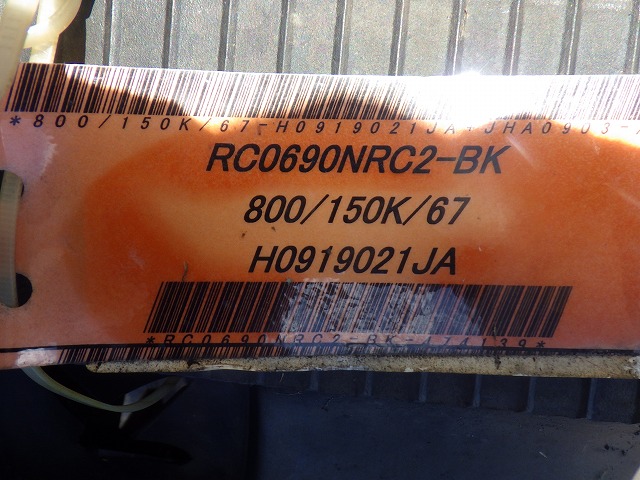 *800/150K/67-H0919021JA-JHA0903-
RC0690NRC2-BK
800/150K/67
H0919021JA
*RC0690NRC2-BK-474139*